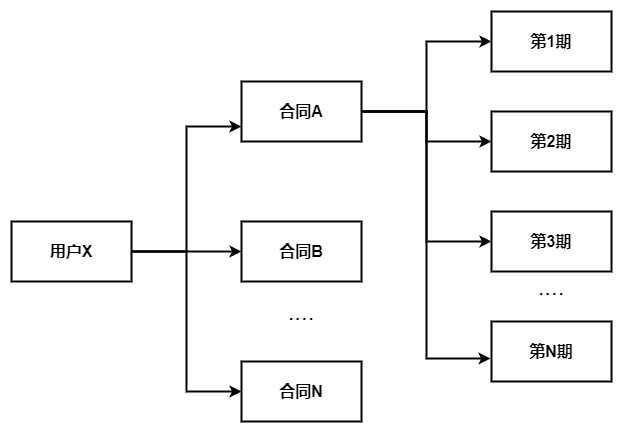 用户X
合同A
合同B
....
合同N
第1期
第2期
第3期
....
第N期